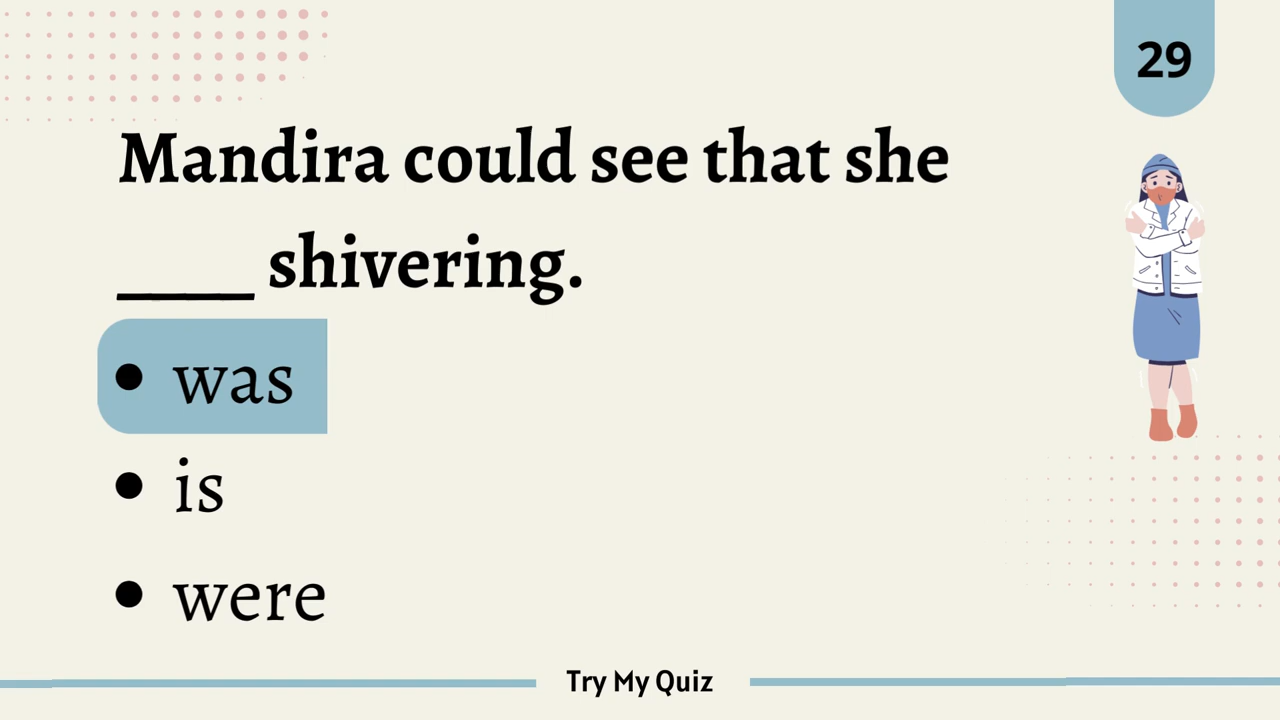 29
Mandira could see that she
____ shivering.
• was
• is
• were
Try My Quiz